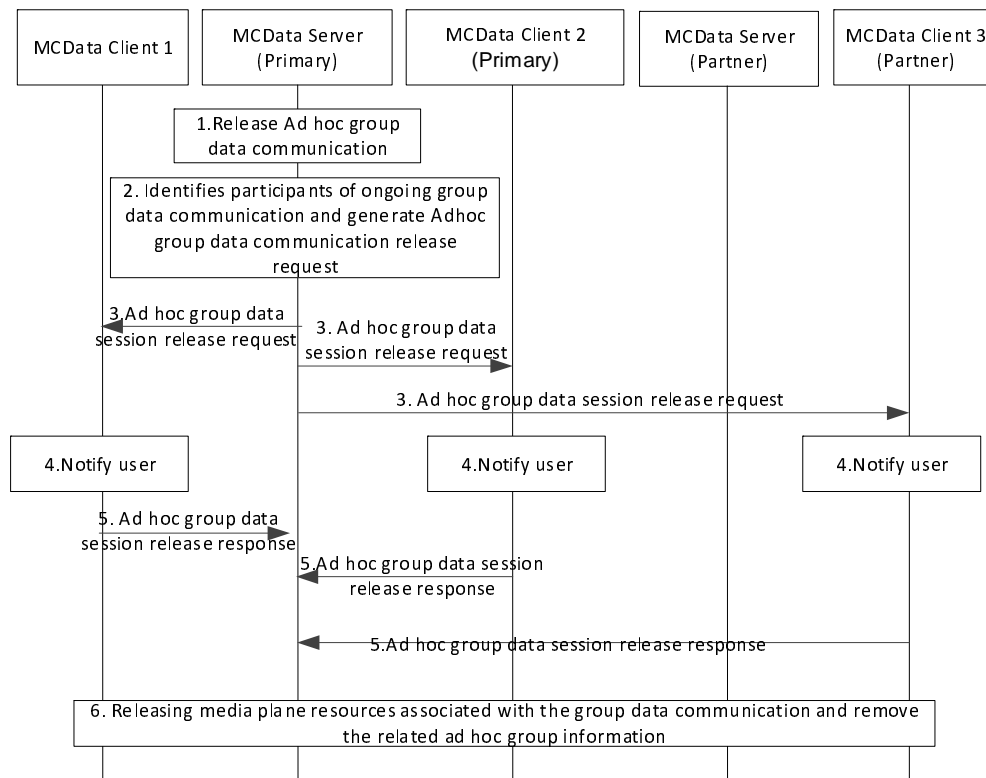 MCData Client 1
MCData Server
(Primary)
MCData Client 2
(Primary)
MCData Server
(Partner)
MCData Client 3
(Partner)
1.Release Ad hoc group
data communication
2. Identifies participants of ongoing group
data communication and generate Adhoc
group data communication release
request
3.Ad hoc group data
session release request
3. Ad hoc group data
session release request
3. Ad hoc group data session release request
4.Notify user
4.Notify user
4.Notify user
5. Ad hoc group data
session release response
5.Ad hoc group data session
release response
5.Ad hoc group data session release response
6. Releasing media plane resources associated with the group data communication and remove
the related ad hoc group information